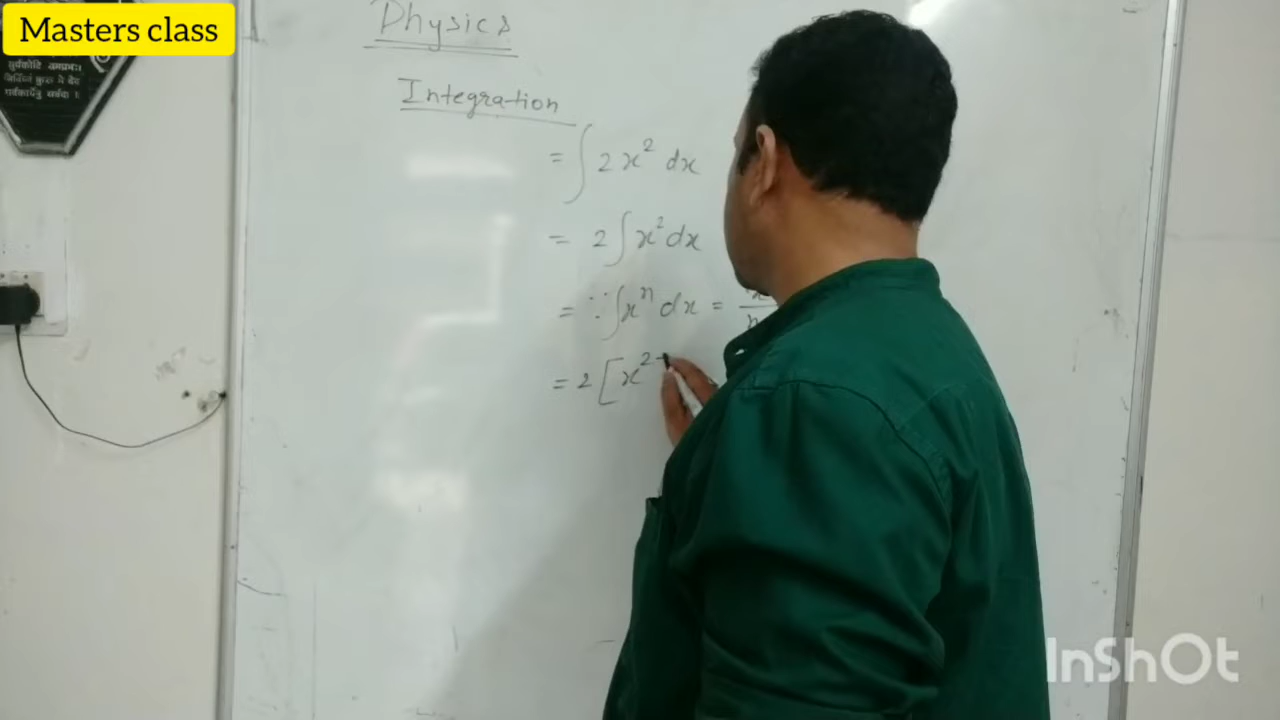 Masters class
Physics
Integration
= ∫ 2x² dx
= 2 ∫ x² dx
= ∵ ∫ xⁿ dx =
= 2 [ x²
InShOt